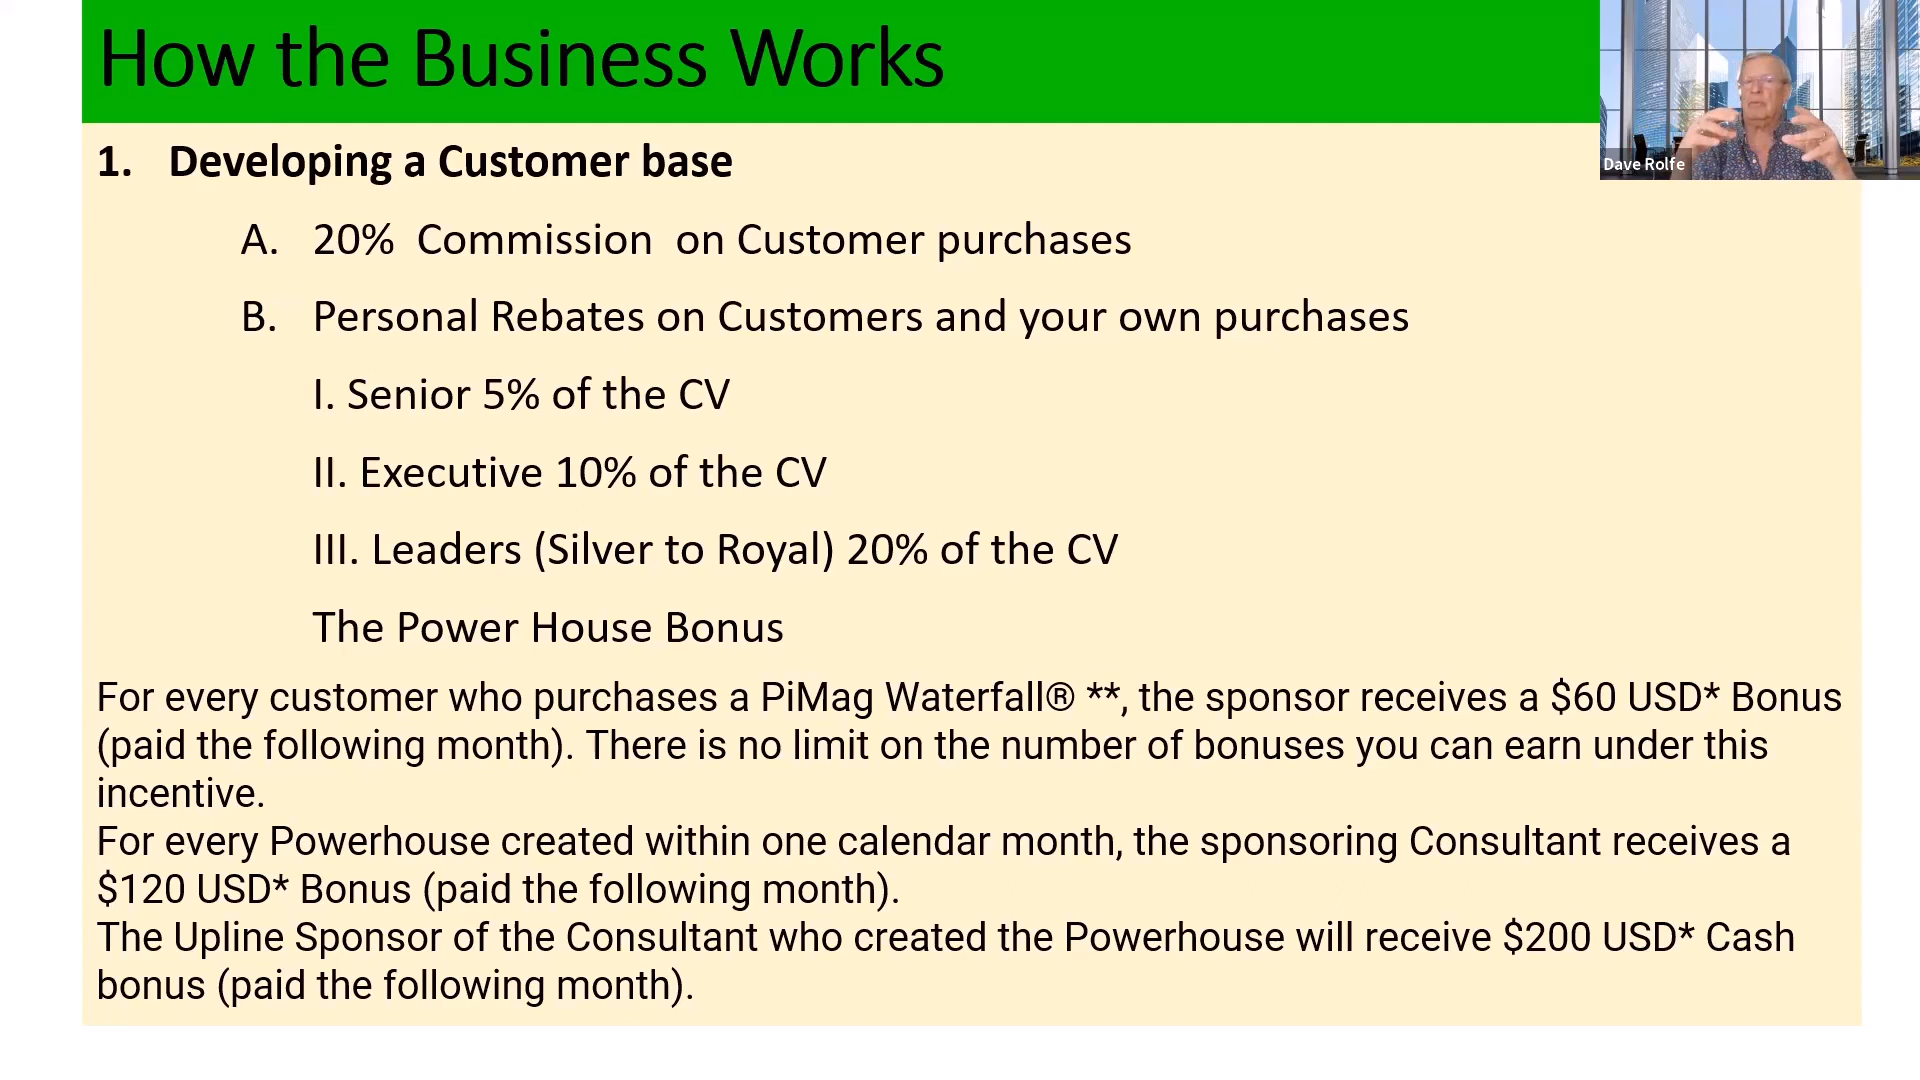 How the Business Works
Dave Rolfe
1. Developing a Customer base
A. 20% Commission on Customer purchases
B. Personal Rebates on Customers and your own purchases
I. Senior 5% of the CV
II. Executive 10% of the CV
III. Leaders (Silver to Royal) 20% of the CV
The Power House Bonus
For every customer who purchases a PiMag Waterfall® **, the sponsor receives a $60 USD* Bonus
(paid the following month). There is no limit on the number of bonuses you can earn under this
incentive.
For every Powerhouse created within one calendar month, the sponsoring Consultant receives a
$120 USD* Bonus (paid the following month).
The Upline Sponsor of the Consultant who created the Powerhouse will receive $200 USD* Cash
bonus (paid the following month).